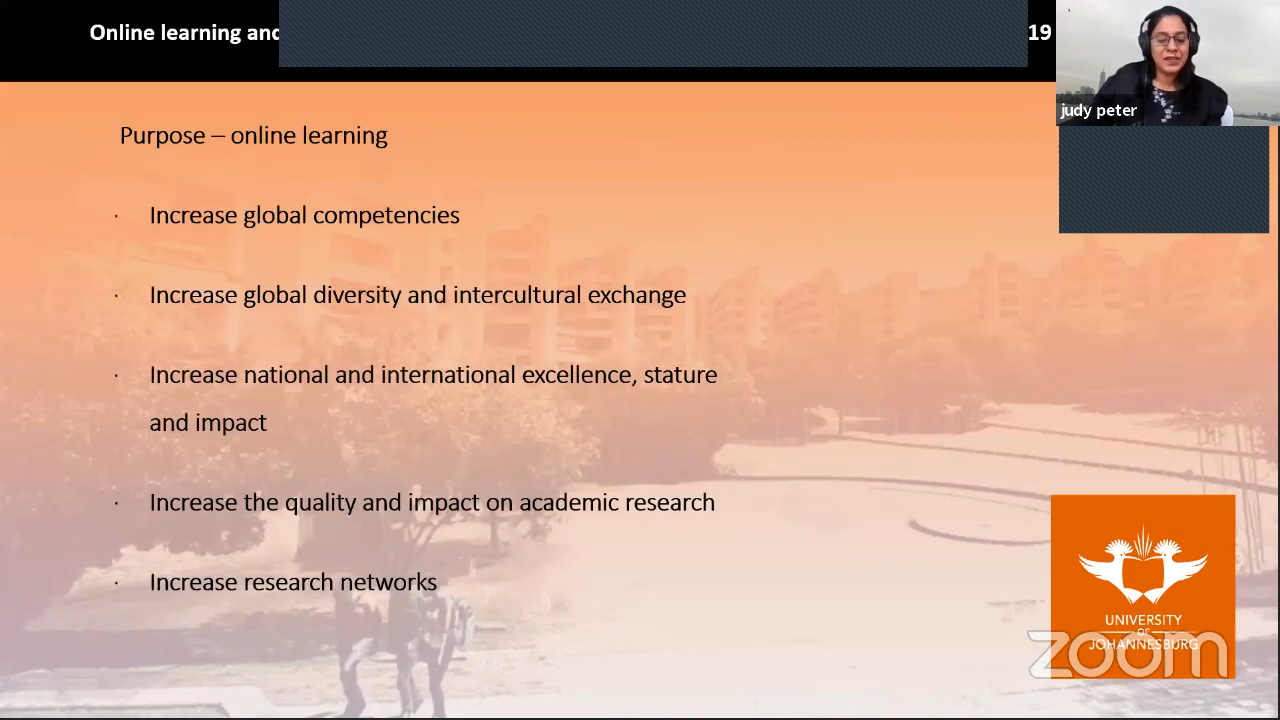 Online learning and
19
judy peter
Purpose – online learning
· Increase global competencies
· Increase global diversity and intercultural exchange
· Increase national and international excellence, stature
and impact
· Increase the quality and impact on academic research
· Increase research networks
UNIVERSITY
OF
JOHANNESBURG
zoom